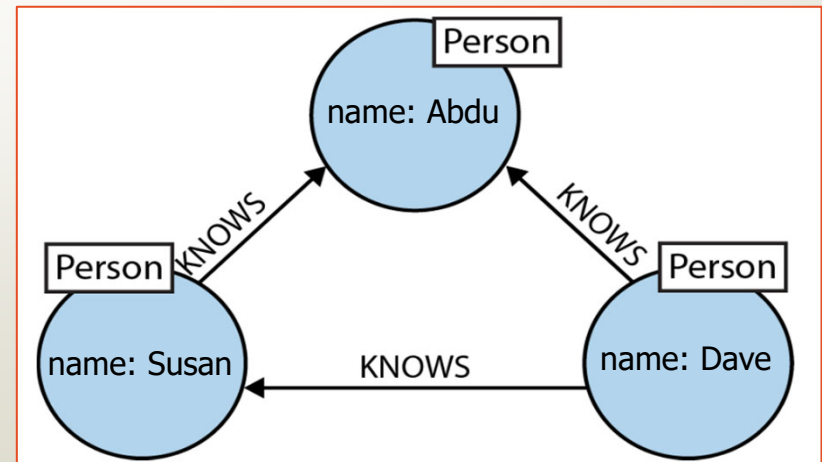 Person
name: Abdu
KNOWS
KNOWS
Person
Person
name: Susan
KNOWS
name: Dave